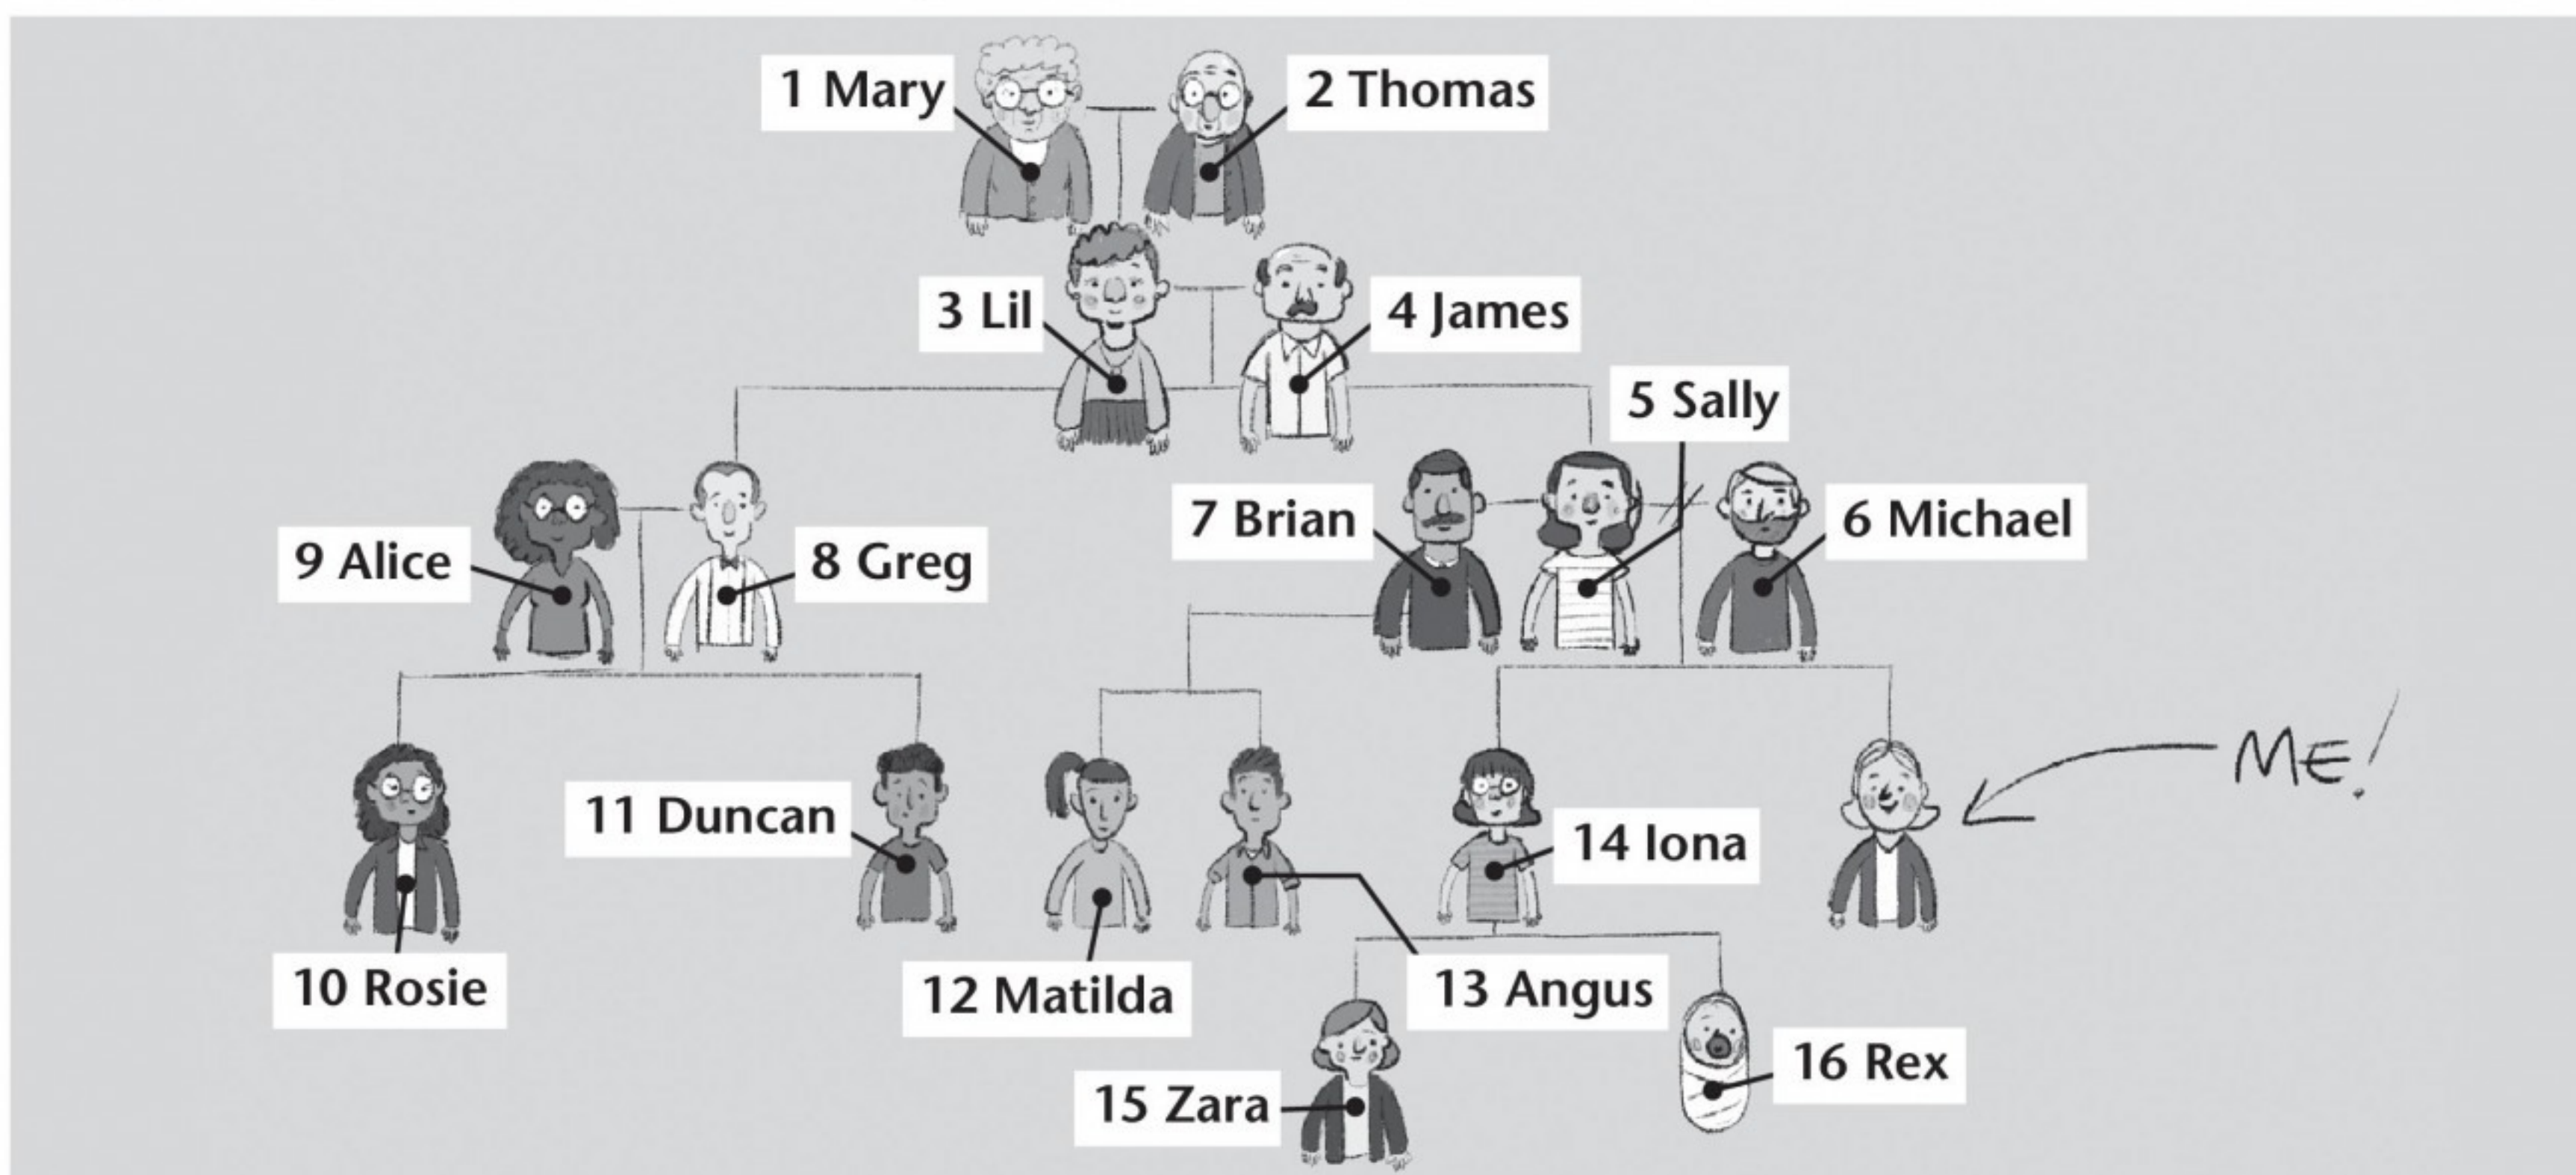 1 Mary
2 Thomas
3 Lil
4 James
5 Sally
7 Brian
6 Michael
9 Alice
8 Greg
ME!
11 Duncan
14 Iona
10 Rosie
12 Matilda
13 Angus
16 Rex
15 Zara